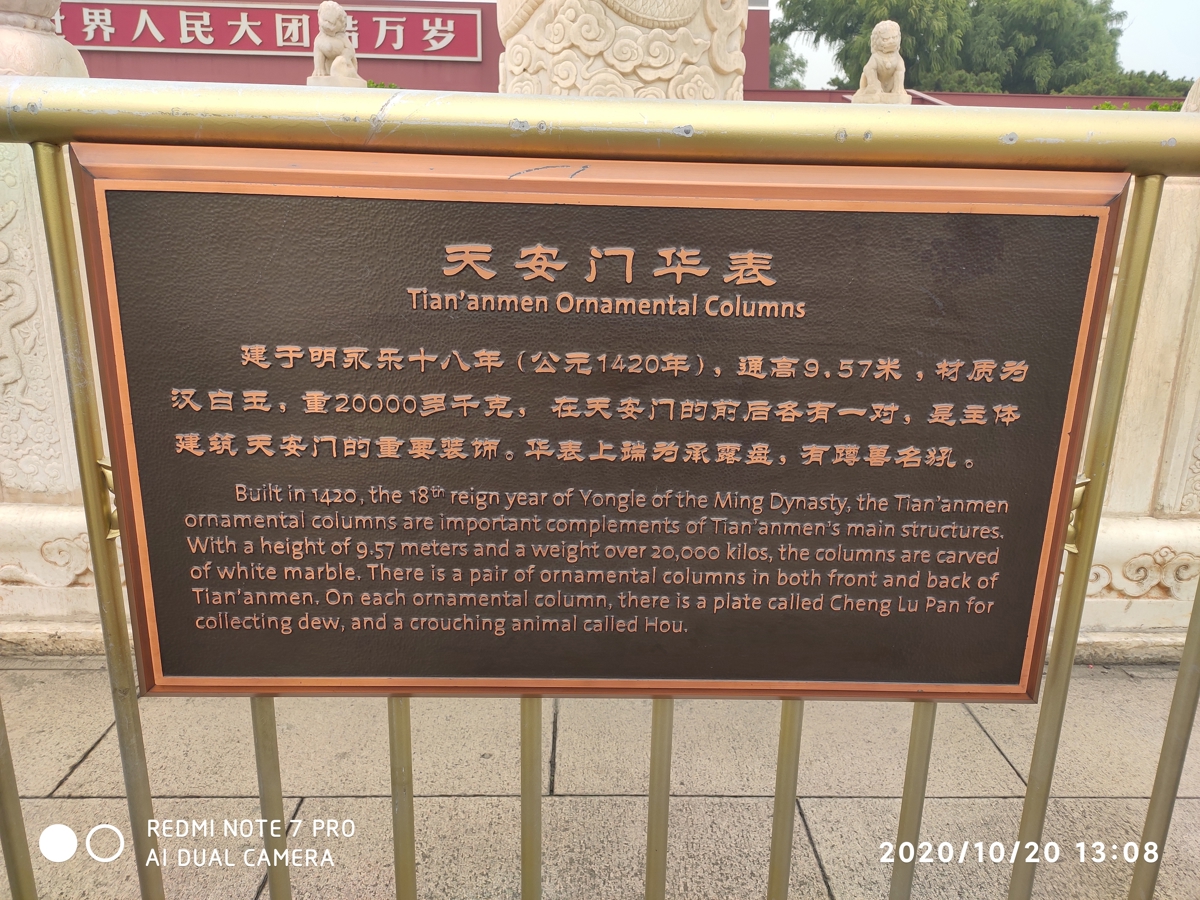 世界人民大团结万岁
天安门华表
Tian'anmen Ornamental Columns
建于明永乐十八年（公元1420年），通高9.57米，材质为
汉白玉，重20000多千克，在天安门的前后各有一对，是主体
建筑天安门的重要装饰。华表上端为承露盘，有蹲兽名犼。
Built in 1420, the 18th reign year of Yongle of the Ming Dynasty, the Tian'anmen
ornamental columns are important complements of Tian'anmen's main structures.
With a height of 9.57 meters and a weight over 20,000 kilos, the columns are carved
of white marble. There is a pair of ornamental columns in both front and back of
Tian'anmen. On each ornamental column, there is a plate called Cheng Lu Pan for
collecting dew, and a crouching animal called Hou.
REDMI NOTE 7 PRO
AI DUAL CAMERA
2020/10/20 13:08